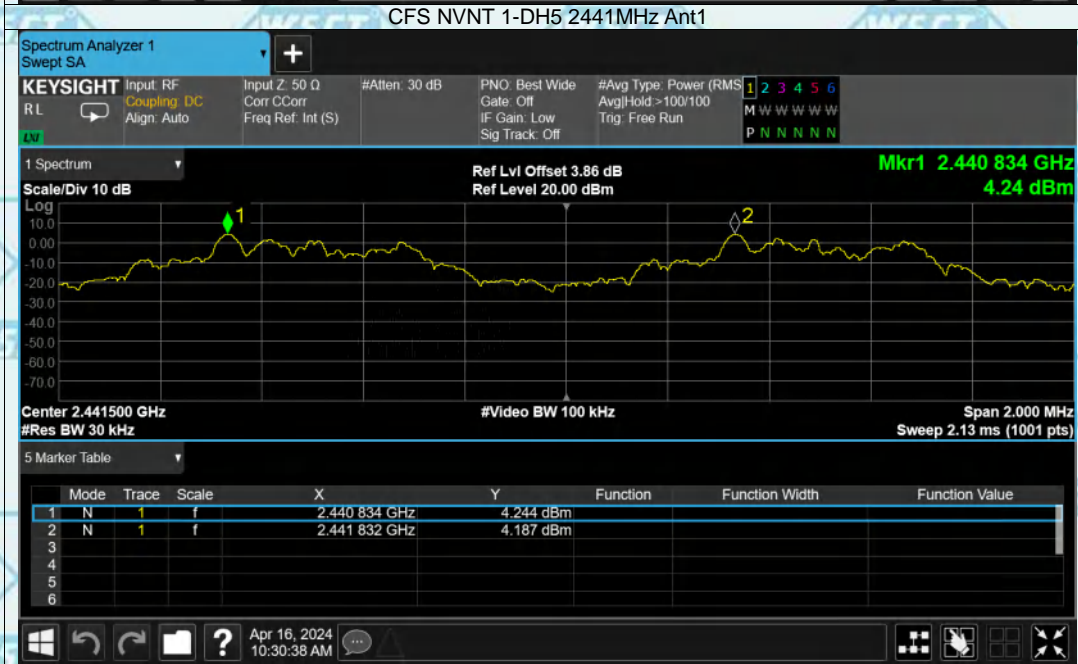 CFS NVNT 1-DH5 2441MHz Ant1
Spectrum Analyzer 1
Swept SA
+
KEYSIGHT Input: RF Input Z: 50 Ω #Atten: 30 dB PNO: Best Wide #Avg Type: Power (RMS 1 2 3 4 5 6
RL Coupling: DC Corr CCorr Gate: Off Avg|Hold:>100/100 M W W W W W
Align: Auto Freq Ref: Int (S) IF Gain: Low Trig: Free Run
LXI Sig Track: Off P N N N N N
1 Spectrum Ref Lvl Offset 3.86 dB Mkr1 2.440 834 GHz
Scale/Div 10 dB Ref Level 20.00 dBm 4.24 dBm
Log
10.0 1 2
0.00
-10.0
-20.0
-30.0
-40.0
-50.0
-60.0
-70.0
Center 2.441500 GHz #Video BW 100 kHz Span 2.000 MHz
#Res BW 30 kHz Sweep 2.13 ms (1001 pts)
5 Marker Table
Mode Trace Scale X Y Function Function Width Function Value
1 N 1 f 2.440 834 GHz 4.244 dBm
2 N 1 f 2.441 832 GHz 4.187 dBm
3
4
5
6
? Apr 16, 2024
10:30:38 AM